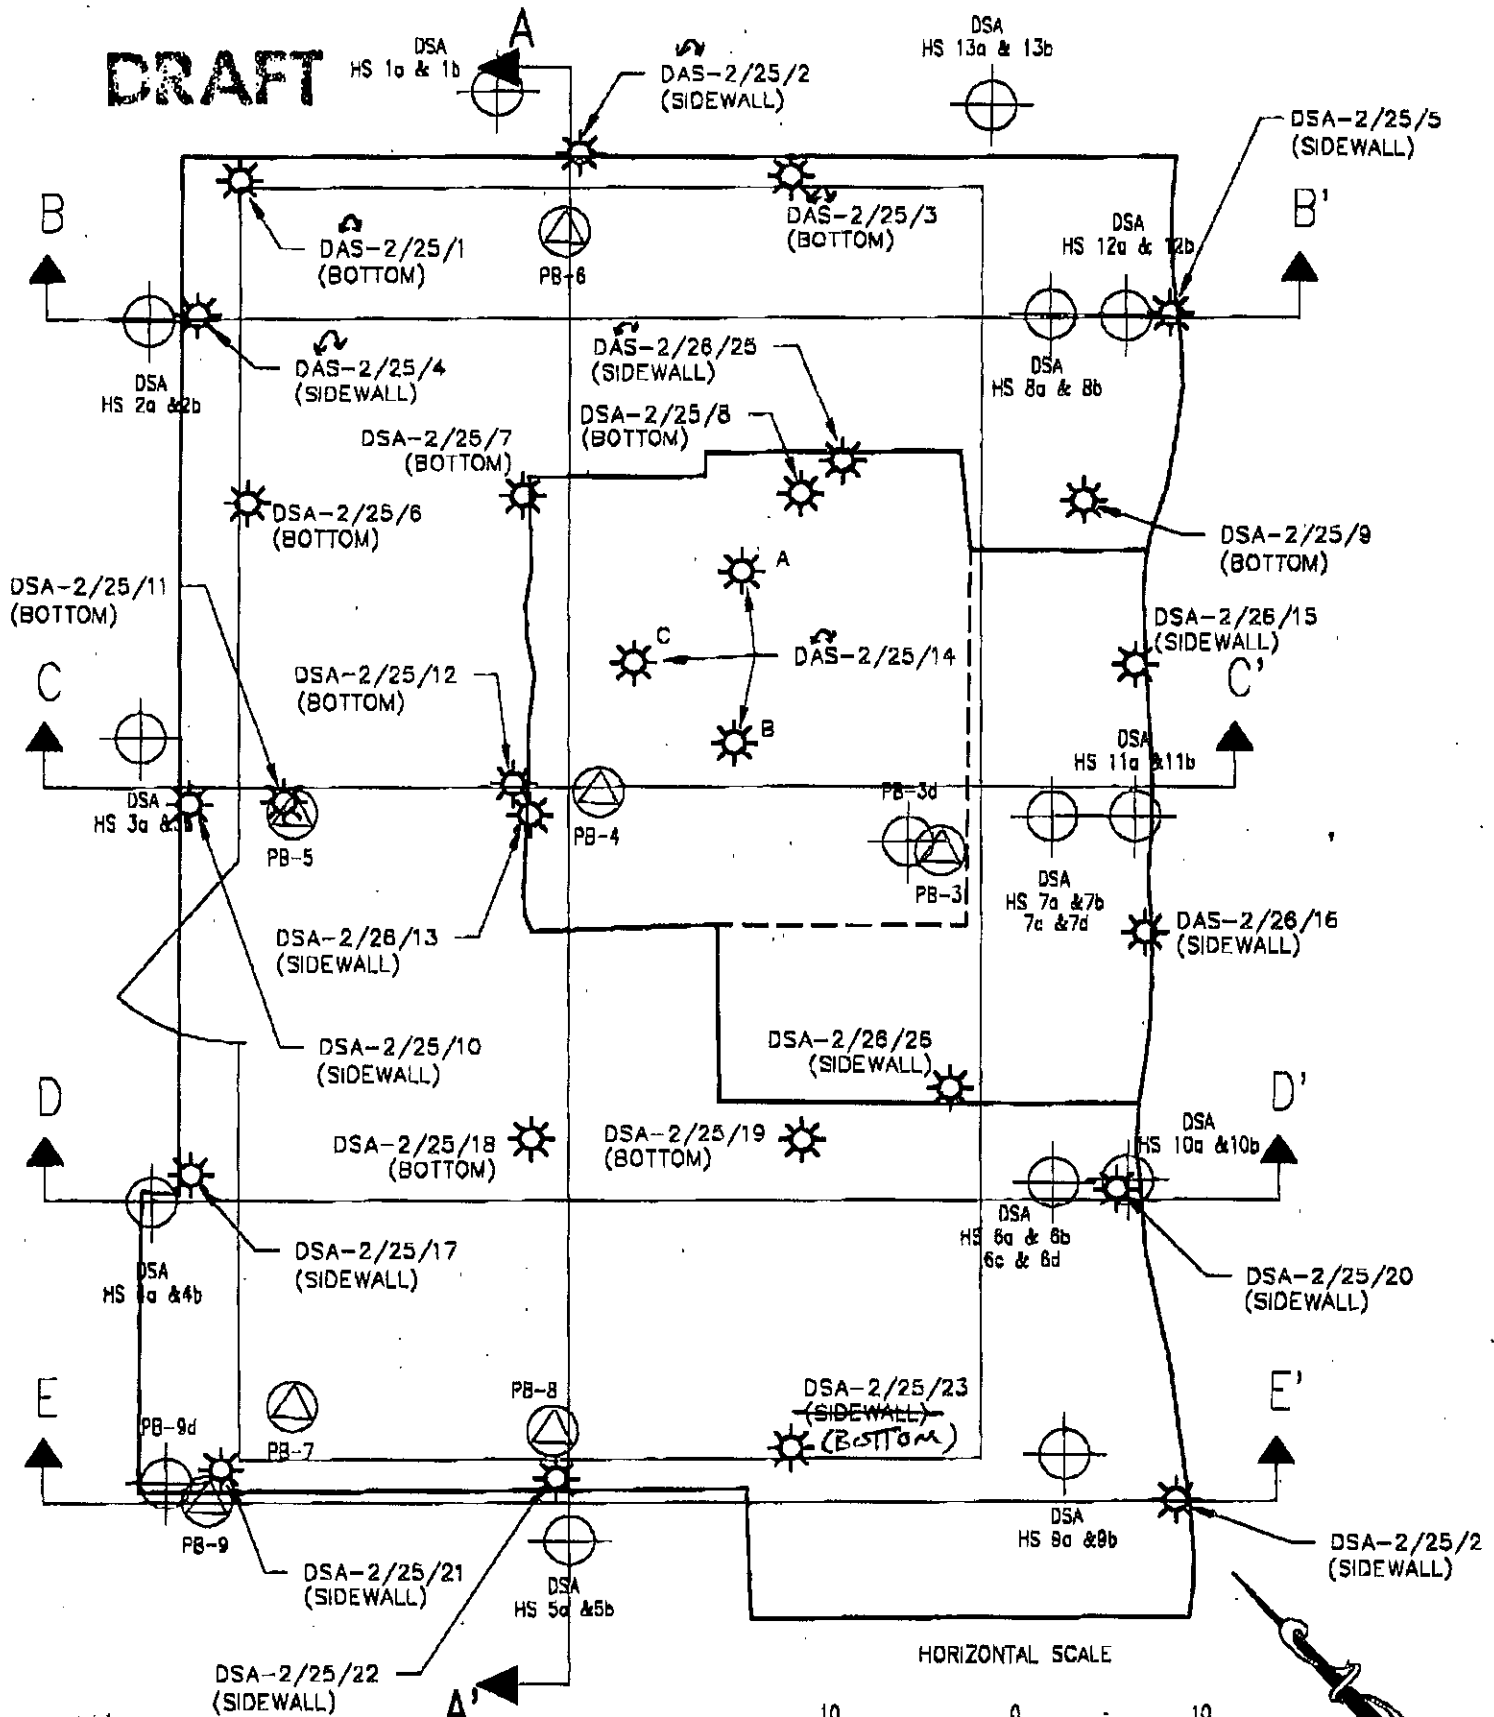 DRAFT
A
DSA
HS 1a & 1b
DAS-2/25/2
(SIDEWALL)
DSA
HS 13a & 13b
DSA-2/25/5
(SIDEWALL)
B
DAS-2/25/1
(BOTTOM)
PB-6
DAS-2/25/3
(BOTTOM)
DSA
HS 12a & 12b
B'
DAS-2/25/4
(SIDEWALL)
DSA
HS 2a &2b
DAS-2/26/25
(SIDEWALL)
DSA
HS 8a & 8b
DSA-2/25/8
(BOTTOM)
DSA-2/25/7
(BOTTOM)
DSA-2/25/6
(BOTTOM)
DSA-2/25/9
(BOTTOM)
A
DSA-2/25/11
(BOTTOM)
DSA-2/26/15
(SIDEWALL)
C
DAS-2/25/14
DSA-2/25/12
(BOTTOM)
C
C'
B
DSA
HS 11a &11b
DSA
HS 3a
PB-3d
PB-5
PB-4
PB-3
DSA
HS 7a &7b
7c &7d
DSA-2/26/13
(SIDEWALL)
DAS-2/26/16
(SIDEWALL)
DSA-2/25/10
(SIDEWALL)
DSA-2/26/26
(SIDEWALL)
D
D'
DSA-2/25/18
(BOTTOM)
DSA-2/25/19
(BOTTOM)
DSA
HS 10a &10b
DSA
HS 6a & 6b
6c & 6d
DSA-2/25/17
(SIDEWALL)
DSA
HS 4a &4b
DSA-2/25/20
(SIDEWALL)
E
PB-9d
PB-7
PB-8
DSA-2/25/23
(SIDEWALL)
(BOTTOM)
E'
PB-9
DSA
HS 9a &9b
DSA-2/25/2
(SIDEWALL)
DSA-2/25/21
(SIDEWALL)
DSA
HS 5a &5b
HORIZONTAL SCALE
DSA-2/25/22
(SIDEWALL)
A'
10 0 10